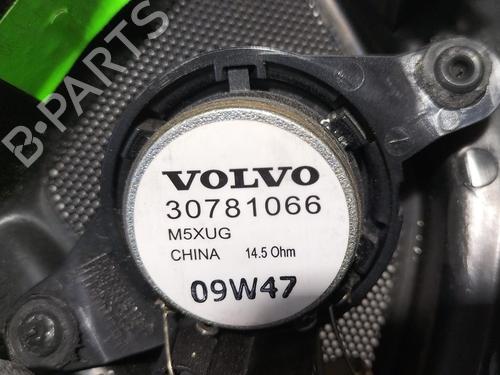 B-PARTS
VOLVO
30781066
M5XUG
CHINA 14.5 Ohm
09W47